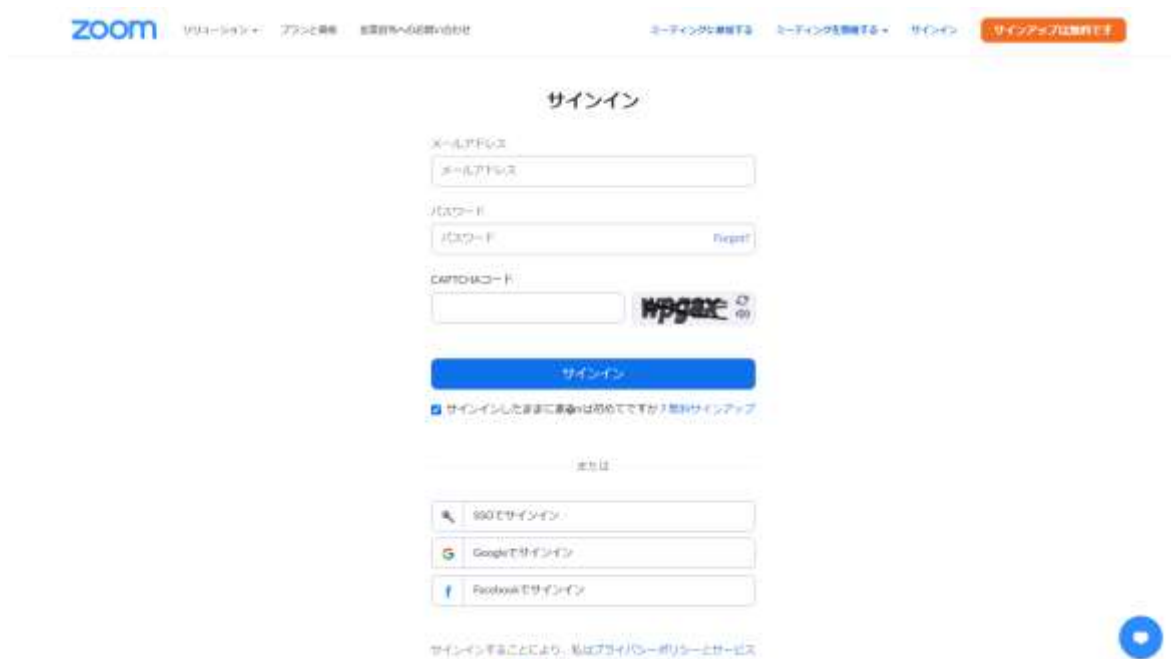 zoom ソリューション プランと価格 営業担当へのお問い合わせ ミーティングに参加する ミーティングを開催する サインイン サインアップは無料です
サインイン
メールアドレス
メールアドレス
パスワード
パスワード Forgot?
CAPTCHAコード
サインイン
サインインしたままに は初めてですか？無料サインアップ
または
SSOでサインイン
Googleでサインイン
Facebookでサインイン
サインインすることにより、私はプライバシーポリシーとサービス